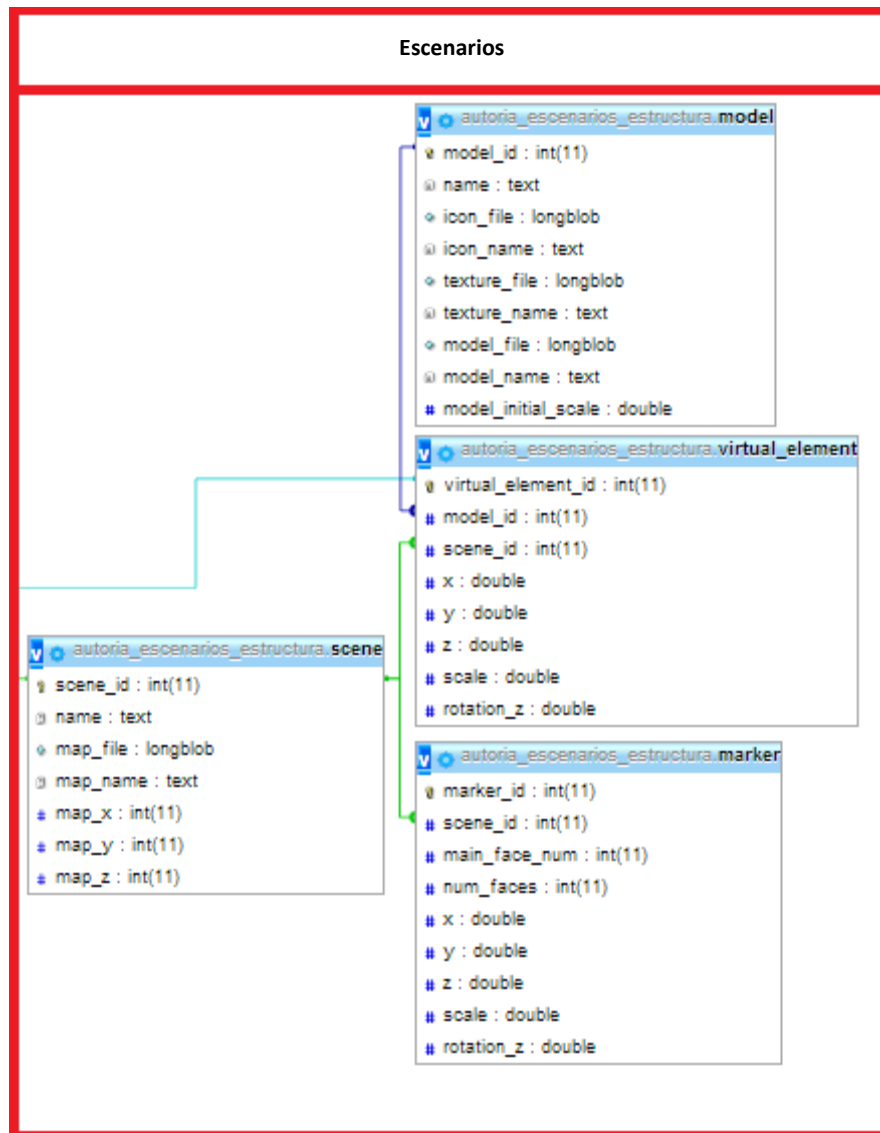 Escenarios
autoria_escenarios_estructura.model
model_id : int(11)
name : text
icon_file : longblob
icon_name : text
texture_file : longblob
texture_name : text
model_file : longblob
model_name : text
# model_initial_scale : double
autoria_escenarios_estructura.virtual_element
virtual_element_id : int(11)
# model_id : int(11)
# scene_id : int(11)
# x : double
# y : double
# z : double
# scale : double
# rotation_z : double
autoria_escenarios_estructura.scene
scene_id : int(11)
name : text
map_file : longblob
map_name : text
# map_x : int(11)
# map_y : int(11)
# map_z : int(11)
autoria_escenarios_estructura.marker
marker_id : int(11)
# scene_id : int(11)
# main_face_num : int(11)
# num_faces : int(11)
# x : double
# y : double
# z : double
# scale : double
# rotation_z : double